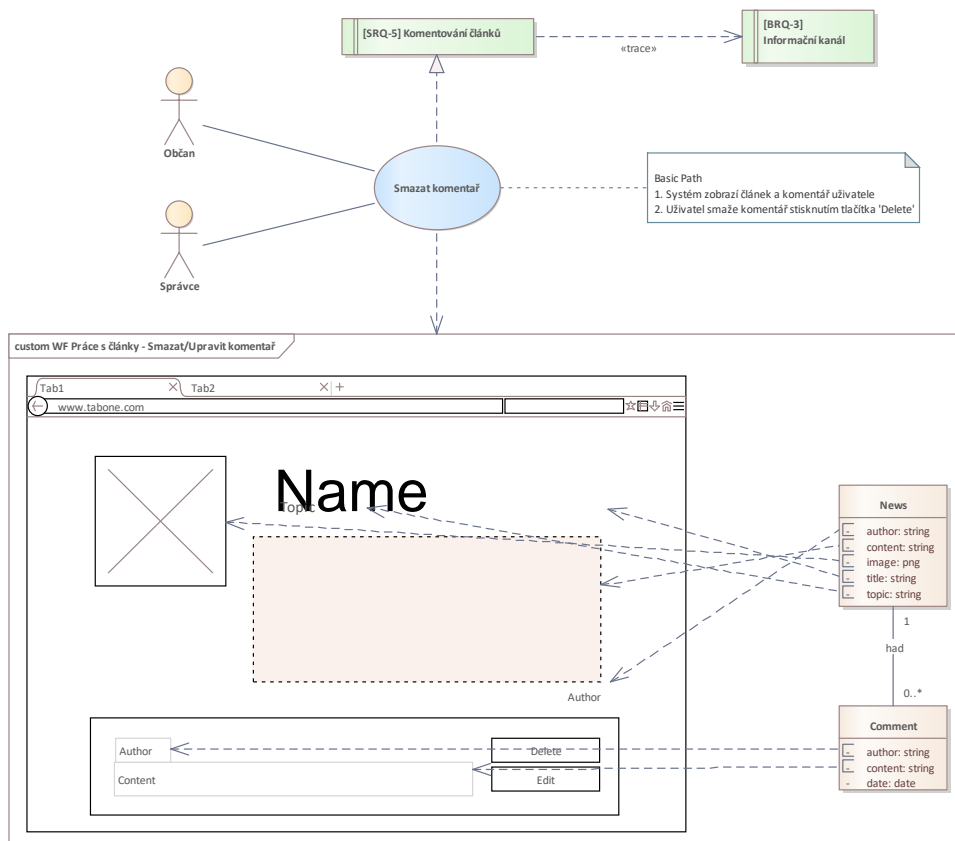 [SRQ-5] Komentování článků
[BRQ-3]
Informační kanál
«trace»
Občan
Smazat komentař
Správce
Basic Path
1. Systém zobrazí článek a komentář uživatele
2. Uživatel smaže komentář stisknutím tlačítka 'Delete'
custom WF Práce s články - Smazat/Upravit komentař
Tab1
Tab2
www.tabone.com
Name
Topic
Author
Author
Content
Delete
Edit
News
- author: string
- content: string
- image: png
- title: string
- topic: string
1
had
0..*
Comment
- author: string
- content: string
- date: date